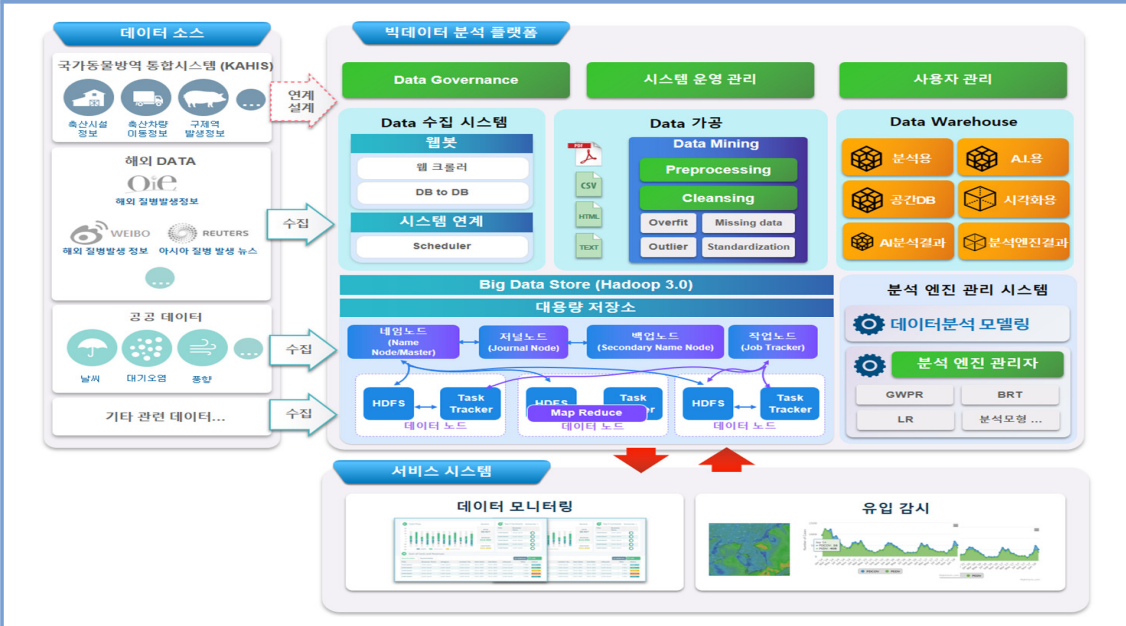 데이터 소스
국가동물방역 통합시스템 (KAHIS)
축산시설
정보
축산차량
이동정보
구제역
발생정보
...
해외 DATA
OiE
해외 질병발생정보
WEIBO
해외 질병발생 정보
REUTERS
아시아 질병 발생 뉴스
...
공공 데이터
날씨
대기오염
풍향
...
기타 관련 데이터...
연계
설계
수집
수집
수집
빅데이터 분석 플랫폼
Data Governance
시스템 운영 관리
사용자 관리
Data 수집 시스템
웹봇
웹 크롤러
DB to DB
시스템 연계
Scheduler
Data 가공
PDF
CSV
HTML
TEXT
Data Mining
Preprocessing
Cleansing
Overfit
Missing data
Outlier
Standardization
Data Warehouse
분석용
A.I.용
공간DB
시각화용
AI분석결과
분석엔진결과
Big Data Store (Hadoop 3.0)
대용량 저장소
네임노드
(Name
Node/Master)
저널노드
(Journal Node)
백업노드
(Secondary Name Node)
작업노드
(Job Tracker)
HDFS
Task
Tracker
데이터 노드
HDFS
Task
Map Reduce
데이터 노드
HDFS
Task
Tracker
데이터 노드
분석 엔진 관리 시스템
데이터분석 모델링
분석 엔진 관리자
GWPR
BRT
LR
분석모형 ...
서비스 시스템
데이터 모니터링
유입 감시